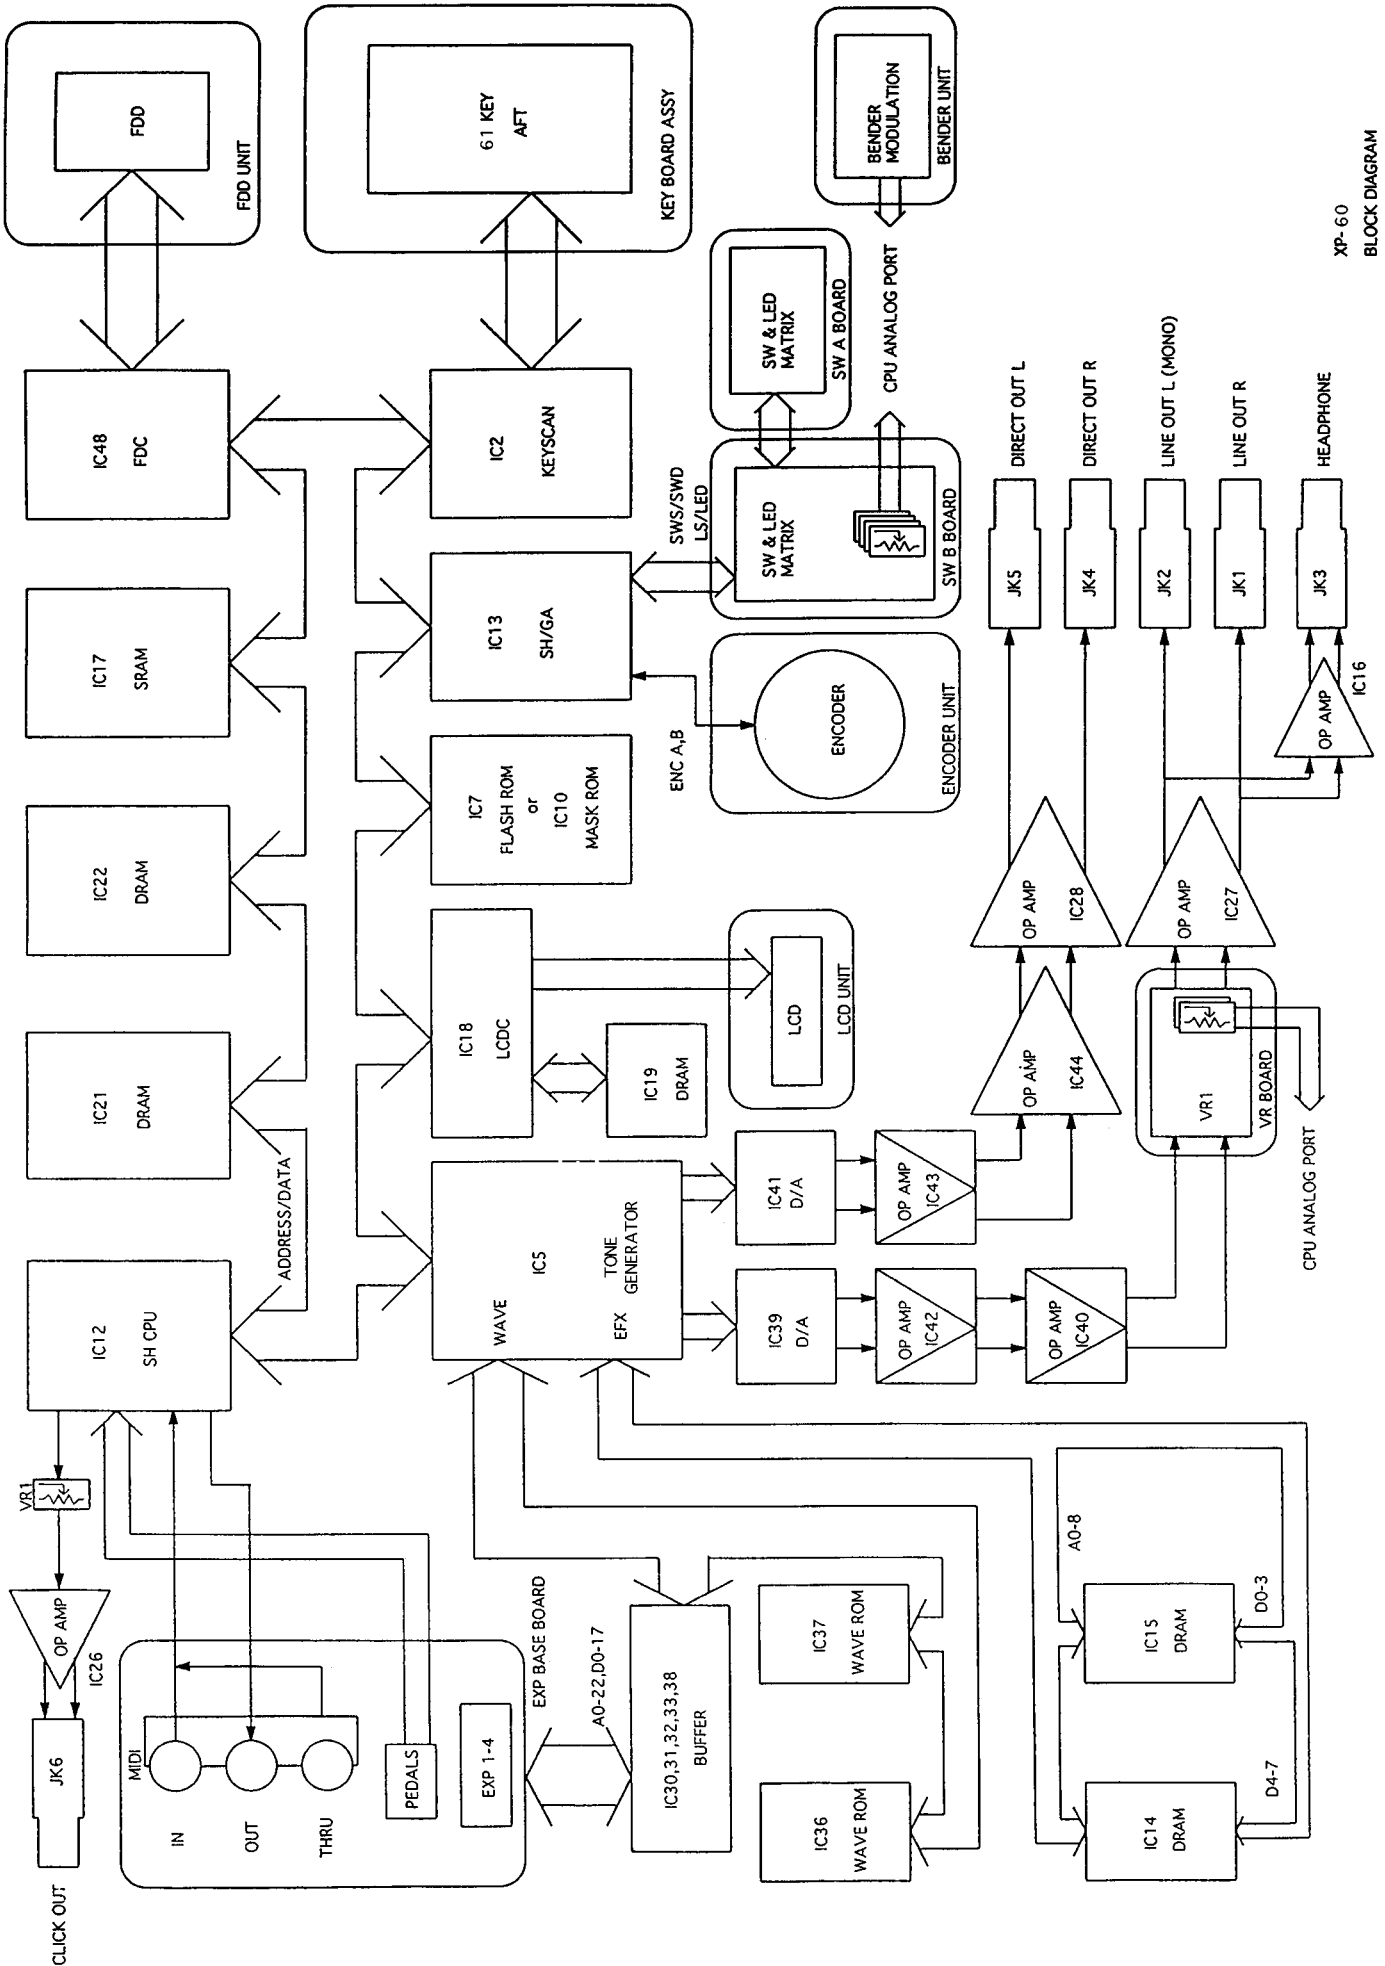 CLICK OUT
JK6
OP AMP
IC26
VR1
MIDI
IN
OUT
THRU
PEDALS
EXP 1-4
EXP BASE BOARD
A0-22,D0-17
IC30,31,32,33,38
BUFFER
IC36
WAVE ROM
IC37
WAVE ROM
IC14
DRAM
IC15
DRAM
A0-8
D0-3
D4-7
IC12
SH CPU
ADDRESS/DATA
IC21
DRAM
IC22
DRAM
IC17
SRAM
IC48
FDC
FDD
FDD UNIT
WAVE
IC5
EFX
TONE
GENERATOR
IC18
LCDC
IC19
DRAM
LCD
LCD UNIT
IC7
FLASH ROM
or
IC10
MASK ROM
IC13
SH/GA
IC2
KEYSCAN
61 KEY
AFT
KEY BOARD ASSY
ENC A,B
ENCODER
ENCODER UNIT
SWS/SWD
LS/LED
SW & LED
MATRIX
SW B BOARD
SW & LED
MATRIX
SW A BOARD
CPU ANALOG PORT
BENDER
MODULATION
BENDER UNIT
IC39
D/A
IC41
D/A
OP AMP
IC42
OP AMP
IC43
OP AMP
IC40
OP AMP
IC44
OP AMP
IC28
VR1
VR BOARD
CPU ANALOG PORT
OP AMP
IC27
OP AMP
IC16
JK5
DIRECT OUT L
JK4
DIRECT OUT R
JK2
LINE OUT L (MONO)
JK1
LINE OUT R
JK3
HEADPHONE
XP-60
BLOCK DIAGRAM